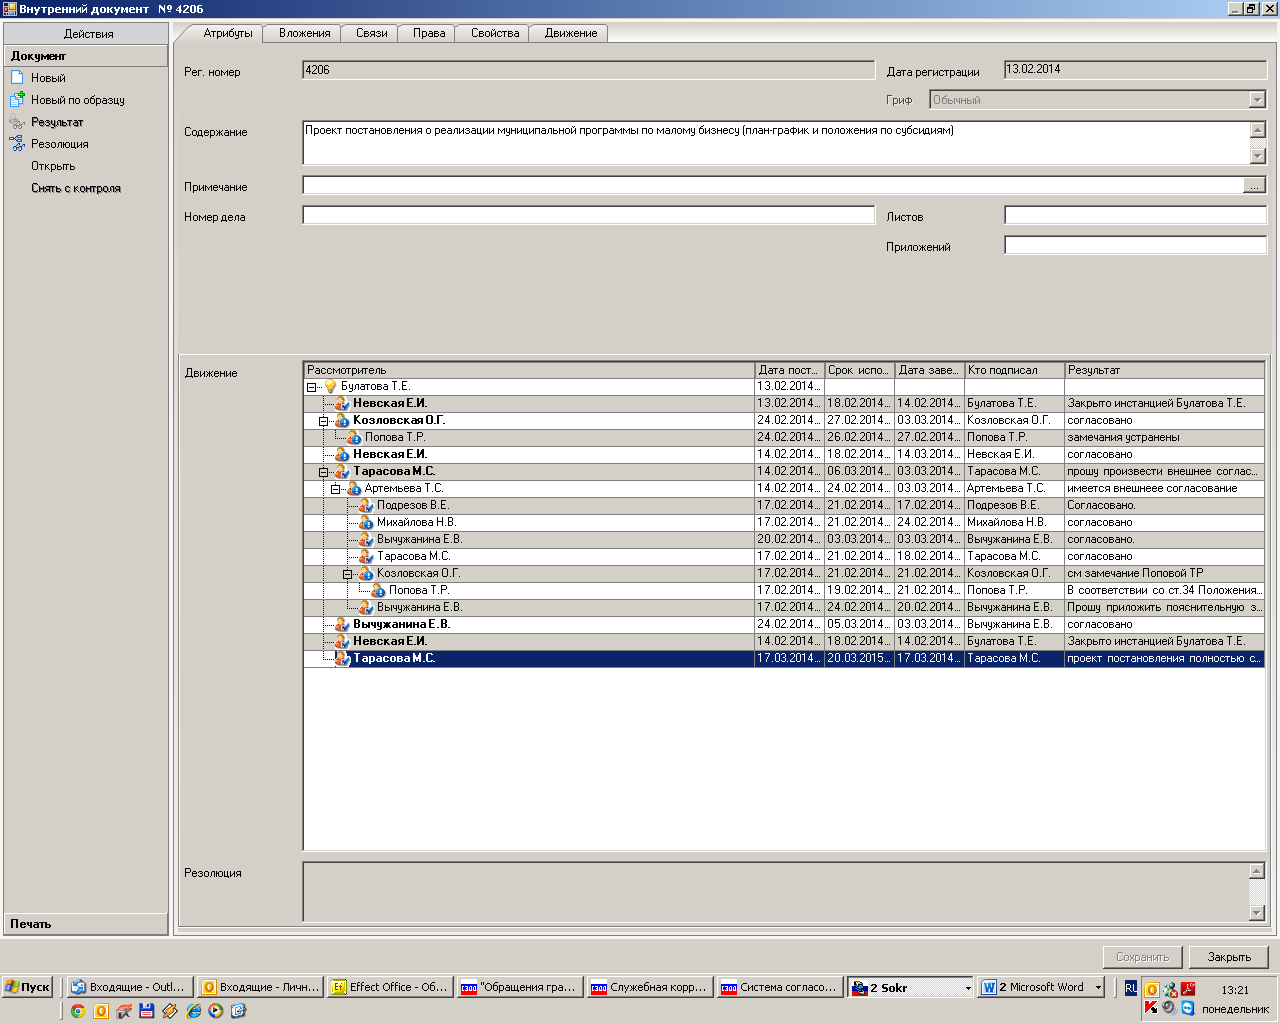 Внутренний документ № 4206
Действия
Документ
Новый
Новый по образцу
Результат
Резолюция
Открыть
Снять с контроля
Печать
Атрибуты Вложения Связи Права Свойства Движение
Рег. номер 4206 Дата регистрации 13.02.2014
Гриф Обычный
Содержание Проект постановления о реализации муниципальной программы по малому бизнесу (план-график и положения по субсидиям)
Примечание ...
Номер дела Листов
Приложений
Движение
Рассмотритель Дата пост... Срок испо... Дата заве... Кто подписал Результат
Булатова Т.Е. 13.02.2014...
Невская Е.И. 13.02.2014... 18.02.2014... 14.02.2014... Булатова Т.Е. Закрыто инстанцией Булатова Т.Е.
Козловская О.Г. 24.02.2014... 27.02.2014... 03.03.2014... Козловская О.Г. согласовано
Попова Т.Р. 24.02.2014... 26.02.2014... 27.02.2014... Попова Т.Р. замечания устранены
Невская Е.И. 14.02.2014... 18.02.2014... 14.03.2014... Невская Е.И. согласовано
Тарасова М.С. 14.02.2014... 06.03.2014... 03.03.2014... Тарасова М.С. прошу произвести внешнее соглас...
Артемьева Т.С. 14.02.2014... 24.02.2014... 03.03.2014... Артемьева Т.С. имеется внешнеее согласование
Подрезов В.Е. 17.02.2014... 21.02.2014... 17.02.2014... Подрезов В.Е. Согласовано.
Михайлова Н.В. 17.02.2014... 21.02.2014... 24.02.2014... Михайлова Н.В. согласовано
Вычужанина Е.В. 20.02.2014... 03.03.2014... 03.03.2014... Вычужанина Е.В. согласовано.
Тарасова М.С. 17.02.2014... 21.02.2014... 18.02.2014... Тарасова М.С. согласовано
Козловская О.Г. 17.02.2014... 21.02.2014... 21.02.2014... Козловская О.Г. см замечание Поповой ТР
Попова Т.Р. 17.02.2014... 19.02.2014... 21.02.2014... Попова Т.Р. В соответствии со ст.34 Положения...
Вычужанина Е.В. 17.02.2014... 24.02.2014... 20.02.2014... Вычужанина Е.В. Прошу приложить пояснительную з...
Вычужанина Е.В. 24.02.2014... 05.03.2014... 03.03.2014... Вычужанина Е.В. согласовано
Невская Е.И. 14.02.2014... 18.02.2014... 14.02.2014... Булатова Т.Е. Закрыто инстанцией Булатова Т.Е.
Тарасова М.С. 17.03.2014... 20.03.2015... 17.03.2014... Тарасова М.С. проект постановления полностью с...
Резолюция
Сохранить Закрыть
Пуск Входящие - Outl... Входящие - Личн... Effect Office - Об... "Обращения гра... Служебная корр... Система согласо... 2 Sokr 2 Microsoft Word RU 13:21
понедельник